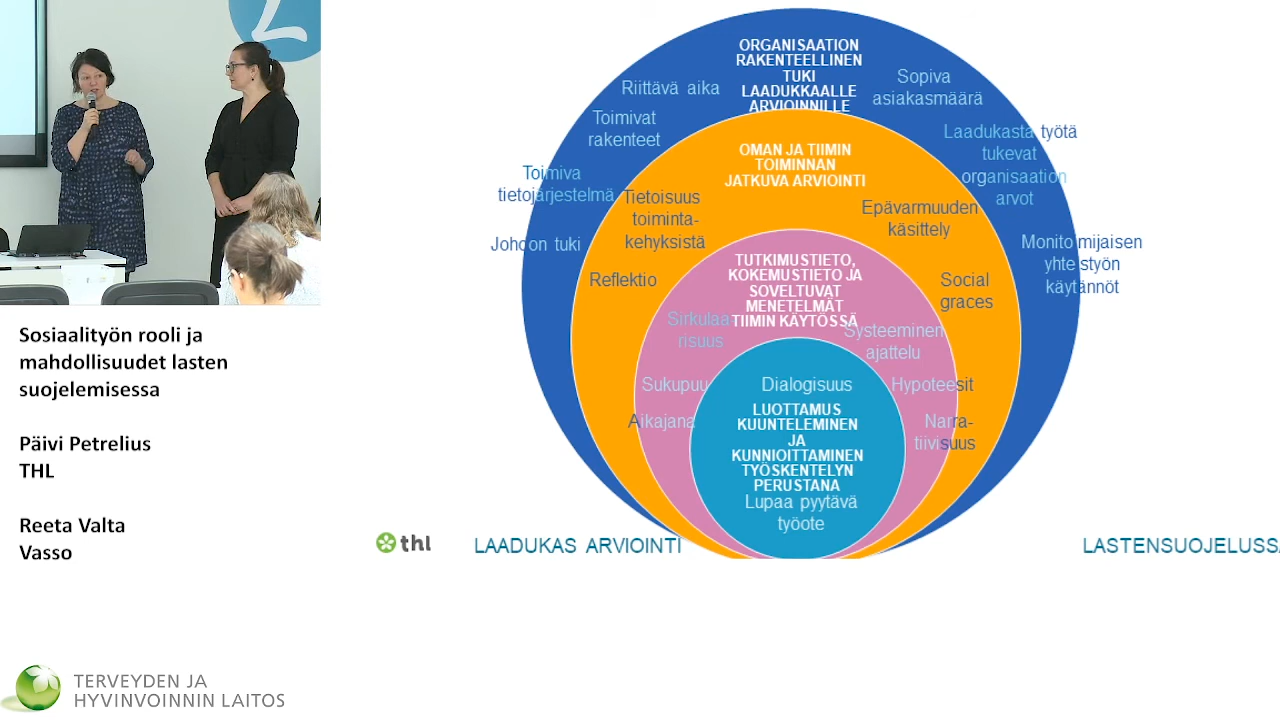 Sosiaalityön rooli ja
mahdollisuudet lasten
suojelemisessa
Päivi Petrelius
THL
Reeta Valta
Vasso
TERVEYDEN JA
HYVINVOINNIN LAITOS
ORGANISAATION
RAKENTEELLINEN
TUKI
LAADUKKAALLE
ARVIOINNILLE
Riittävä aika
Toimivat
rakenteet
Toimiva
tietojärjestelmä
Johdon tuki
Sopiva
asiakasmäärä
Laadukasta työtä
tukevat
organisaation
arvot
Monitoimijaisen
yhteistyön
käytännöt
OMAN JA TIIMIN
TOIMINNAN
JATKUVA ARVIOINTI
Tietoisuus
toiminta-
kehyksistä
Reflektio
Epävarmuuden
käsittely
Social
graces
TUTKIMUSTIETO,
KOKEMUSTIETO JA
SOVELTUVAT
MENETELMÄT
TIIMIN KÄYTÖSSÄ
Sirkulaa
risuus
Sukupuu
Aikajana
Systeeminen
ajattelu
Hypoteesit
Narra-
tiivisuus
Dialogisuus
LUOTTAMUS
KUUNTELEMINEN
JA
KUNNIOITTAMINEN
TYÖSKENTELYN
PERUSTANA
Lupaa pyytävä
työote
thl
LAADUKAS ARVIOINTI
LASTENSUOJELUSSA